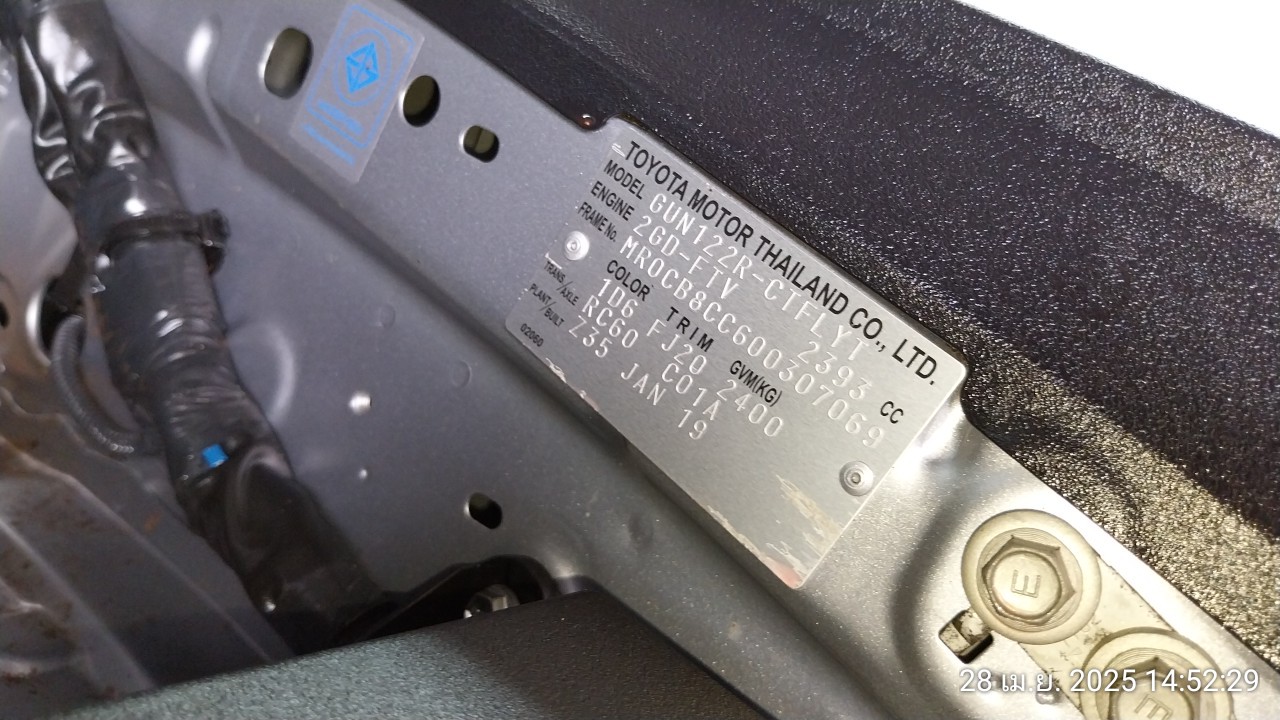 TOYOTA MOTOR THAILAND CO., LTD.
MODEL GUN122R-CTFLYT
ENGINE 2GD-FTV 2393 CC
FRAME No. MR0CB8CC600307069
COLOR TRIM GVM(KG)
1D6 FJ20 2400
TRANS/AXLE RC60 C01A
PLANT/BUILT Z35 JAN 19
02060
E
E
28 เม.ย. 2025 14:52:29